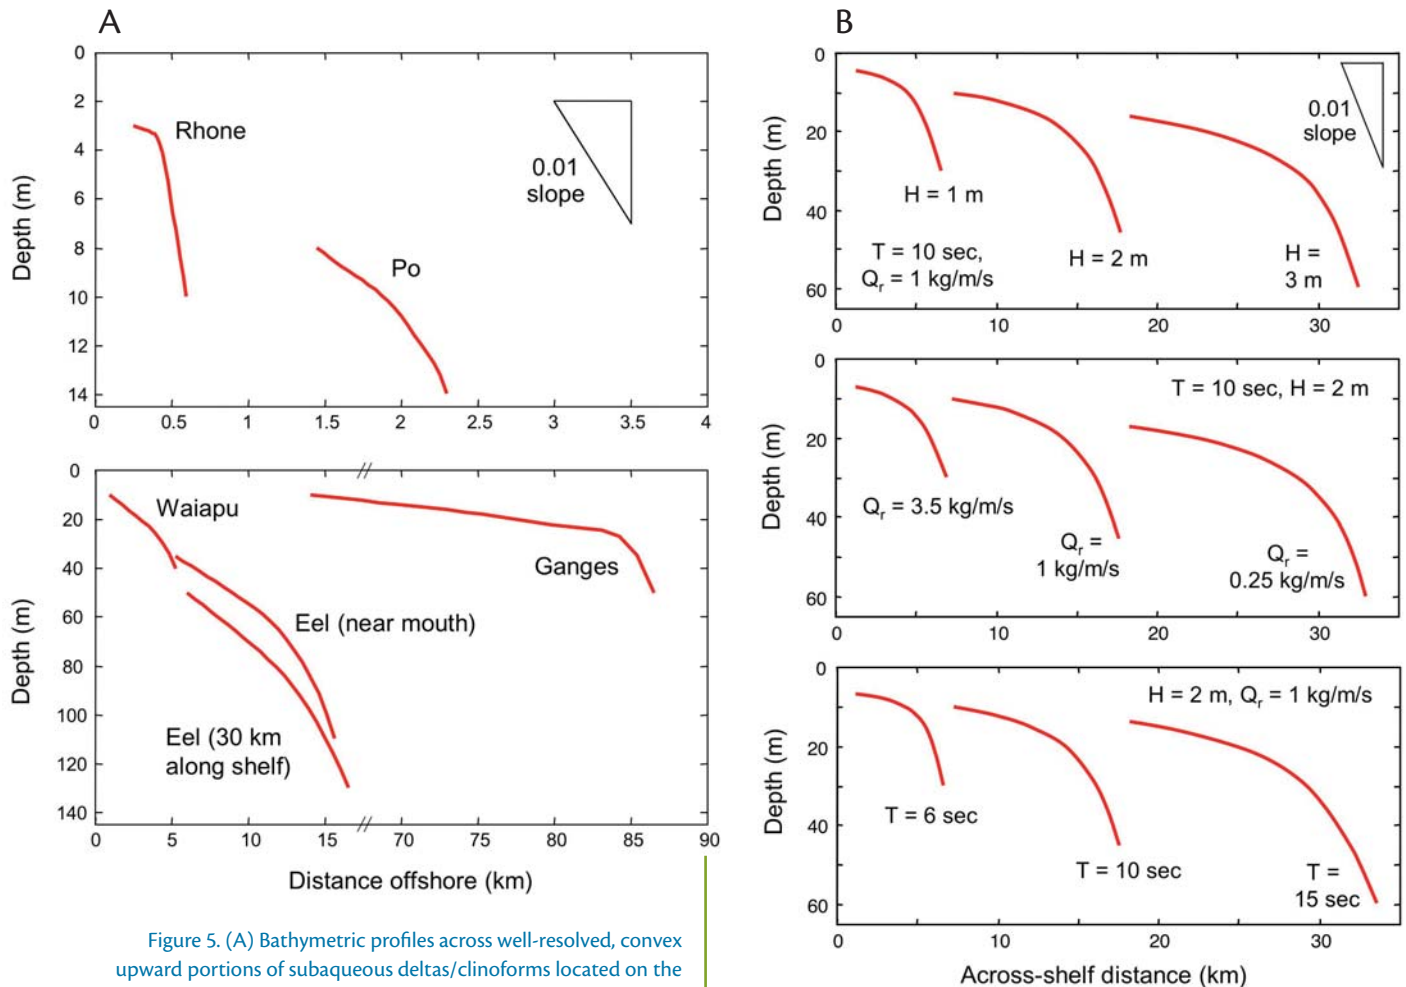 A
0
2
4
6
8
10
12
14
Depth (m)
Rhone
Po
0.01
slope
0 0.5 1 1.5 2 2.5 3 3.5 4
0
20
40
60
80
100
120
140
Depth (m)
Waiapu
Ganges
Eel (near mouth)
Eel (30 km
along shelf)
0 5 10 15 70 75 80 85 90
Distance offshore (km)
Figure 5. (A) Bathymetric profiles across well-resolved, convex
upward portions of subaqueous deltas/clinoforms located on the
B
0
20
40
60
Depth (m)
0.01
slope
H = 1 m
T = 10 sec,
Qr = 1 kg/m/s
H = 2 m
H =
3 m
0 10 20 30
0
20
40
60
Depth (m)
T = 10 sec, H = 2 m
Qr = 3.5 kg/m/s
Qr =
1 kg/m/s
Qr =
0.25 kg/m/s
0 10 20 30
0
20
40
60
Depth (m)
H = 2 m, Qr = 1 kg/m/s
T = 6 sec
T = 10 sec
T =
15 sec
0 10 20 30
Across-shelf distance (km)